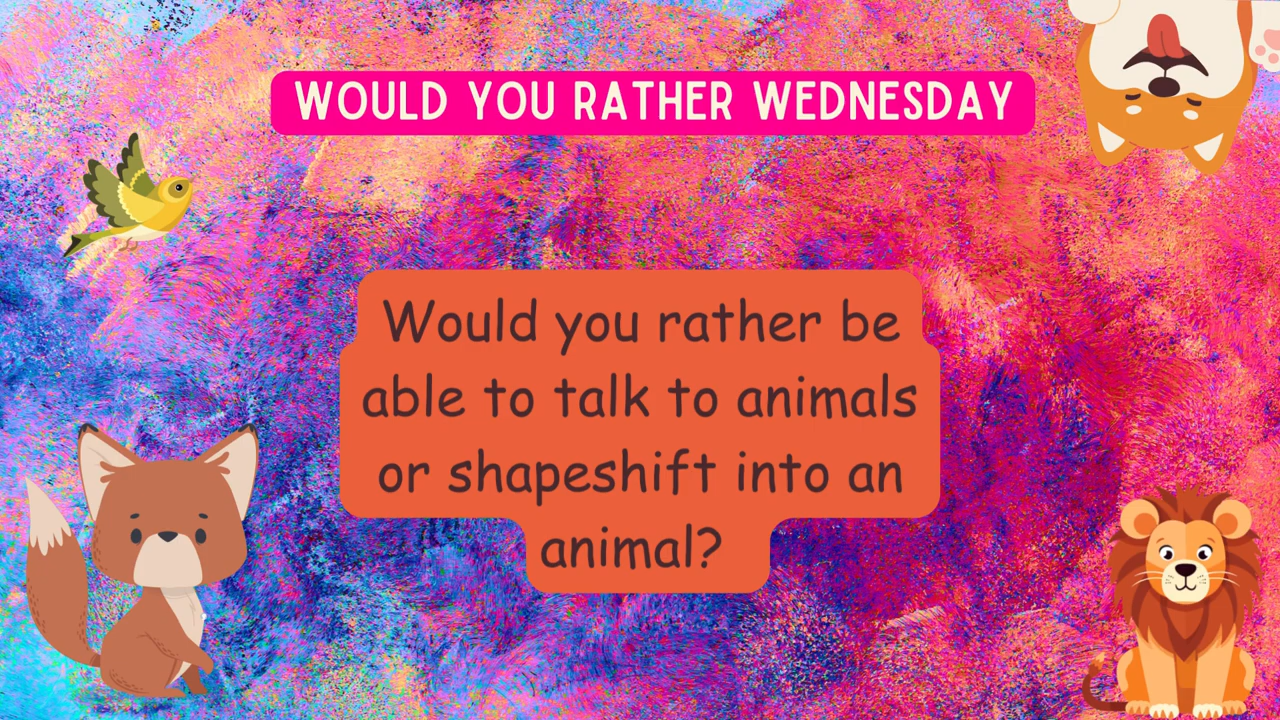 WOULD YOU RATHER WEDNESDAY
Would you rather be
able to talk to animals
or shapeshift into an
animal?